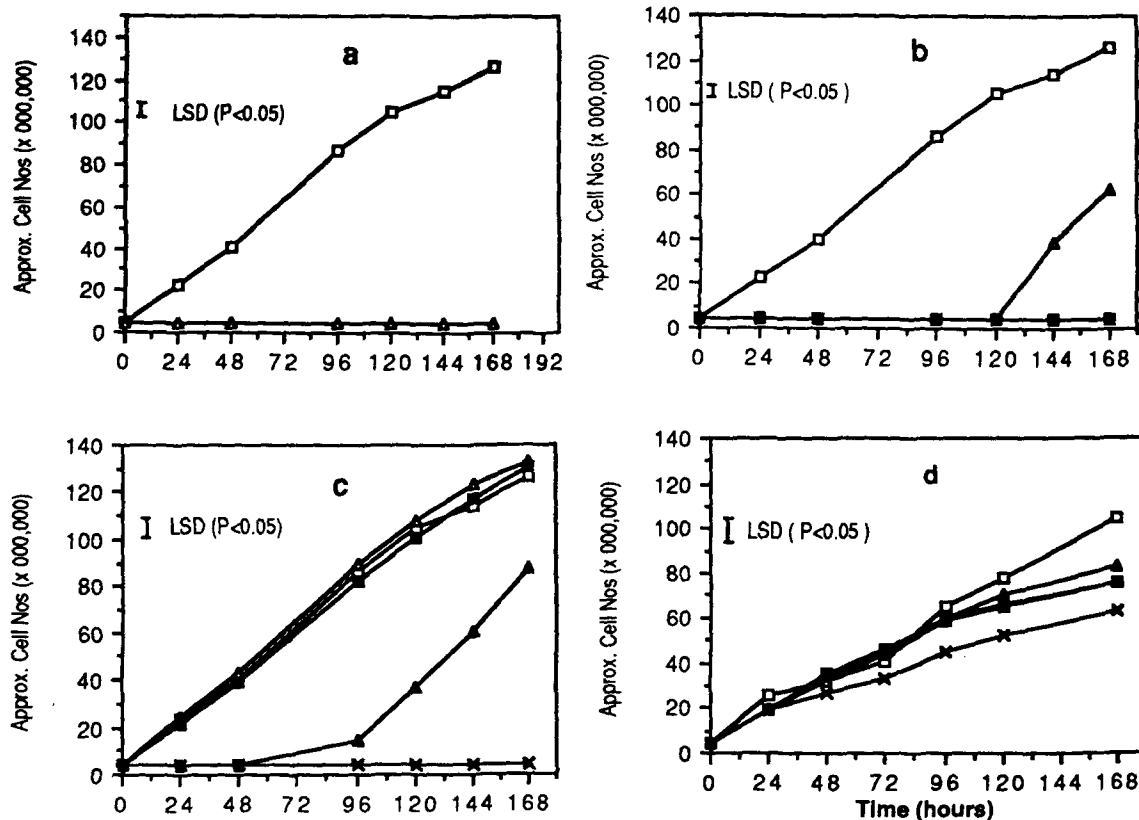 a
Approx. Cell Nos (x 000,000)
140
120
100
80
60
40
20
0
LSD (P<0.05)
0 24 48 72 96 120 144 168 192
b
Approx. Cell Nos (x 000,000)
140
120
100
80
60
40
20
0
LSD ( P<0.05 )
0 24 48 72 96 120 144 168
c
Approx. Cell Nos (x 000,000)
140
120
100
80
60
40
20
0
LSD (P<0.05)
0 24 48 72 96 120 144 168
d
Approx. Cell Nos (x 000,000)
140
120
100
80
60
40
20
0
LSD ( P<0.05 )
0 24 48 72 96 120 144 168
Time (hours)